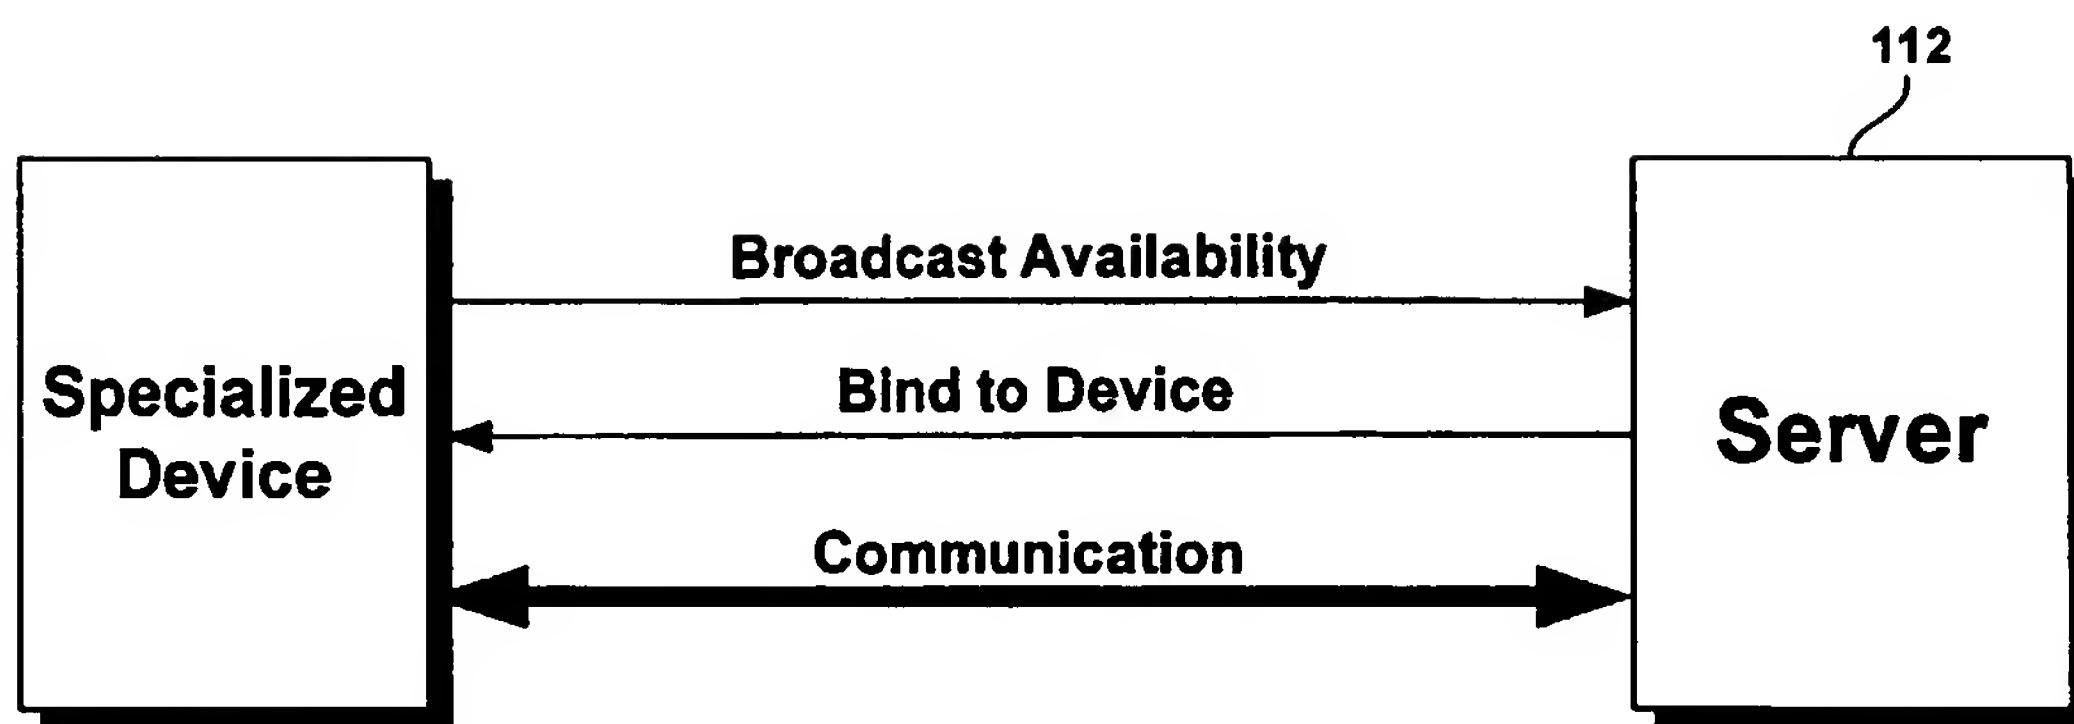 112
Broadcast Availability
Specialized
Device
Bind to Device
Server
Communication